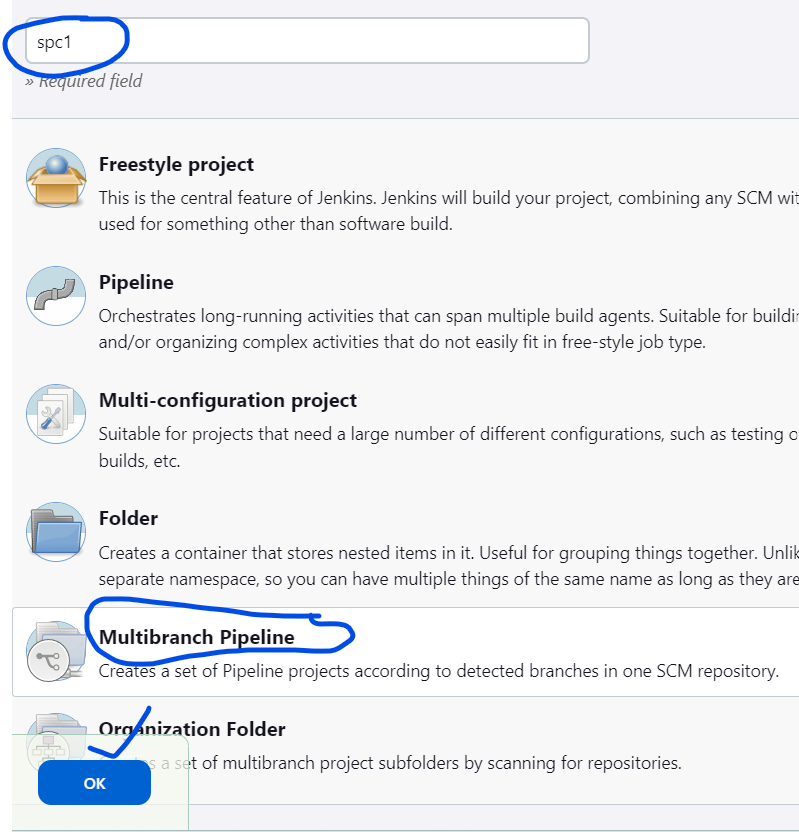 spc1
» Required field
Freestyle project
This is the central feature of Jenkins. Jenkins will build your project, combining any SCM wit
used for something other than software build.
Pipeline
Orchestrates long-running activities that can span multiple build agents. Suitable for buildin
and/or organizing complex activities that do not easily fit in free-style job type.
Multi-configuration project
Suitable for projects that need a large number of different configurations, such as testing o
builds, etc.
Folder
Creates a container that stores nested items in it. Useful for grouping things together. Unlik
separate namespace, so you can have multiple things of the same name as long as they are
Multibranch Pipeline
Creates a set of Pipeline projects according to detected branches in one SCM repository.
Organization Folder
a set of multibranch project subfolders by scanning for repositories.
OK